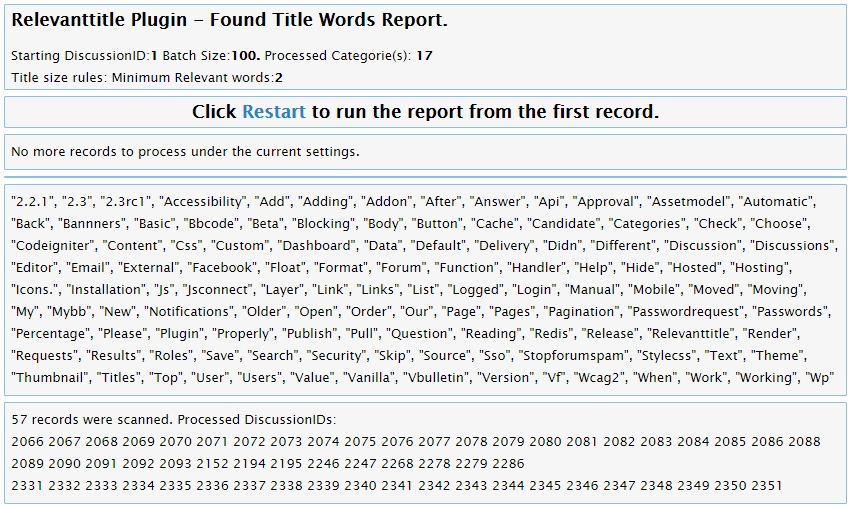 Relevanttitle Plugin – Found Title Words Report.
Starting DiscussionID:1 Batch Size:100. Processed Categorie(s): 17
Title size rules: Minimum Relevant words:2
Click Restart to run the report from the first record.
No more records to process under the current settings.
"2.2.1", "2.3", "2.3rc1", "Accessibility", "Add", "Adding", "Addon", "After", "Answer", "Api", "Approval", "Assetmodel", "Automatic",
"Back", "Bannners", "Basic", "Bbcode", "Beta", "Blocking", "Body", "Button", "Cache", "Candidate", "Categories", "Check", "Choose",
"Codeigniter", "Content", "Css", "Custom", "Dashboard", "Data", "Default", "Delivery", "Didn", "Different", "Discussion", "Discussions",
"Editor", "Email", "External", "Facebook", "Float", "Format", "Forum", "Function", "Handler", "Help", "Hide", "Hosted", "Hosting",
"Icons.", "Installation", "Js", "Jsconnect", "Layer", "Link", "Links", "List", "Logged", "Login", "Manual", "Mobile", "Moved", "Moving",
"My", "Mybb", "New", "Notifications", "Older", "Open", "Order", "Our", "Page", "Pages", "Pagination", "Passwordrequest", "Passwords",
"Percentage", "Please", "Plugin", "Properly", "Publish", "Pull", "Question", "Reading", "Redis", "Release", "Relevanttitle", "Render",
"Requests", "Results", "Roles", "Save", "Search", "Security", "Skip", "Source", "Sso", "Stopforumspam", "Stylecss", "Text", "Theme",
"Thumbnail", "Titles", "Top", "User", "Users", "Value", "Vanilla", "Vbulletin", "Version", "Vf", "Wcag2", "When", "Work", "Working", "Wp"
57 records were scanned. Processed DiscussionIDs:
2066 2067 2068 2069 2070 2071 2072 2073 2074 2075 2076 2077 2078 2079 2080 2081 2082 2083 2084 2085 2086 2088
2089 2090 2091 2092 2093 2152 2194 2195 2246 2247 2268 2278 2279 2286
2331 2332 2333 2334 2335 2336 2337 2338 2339 2340 2341 2342 2343 2344 2345 2346 2347 2348 2349 2350 2351